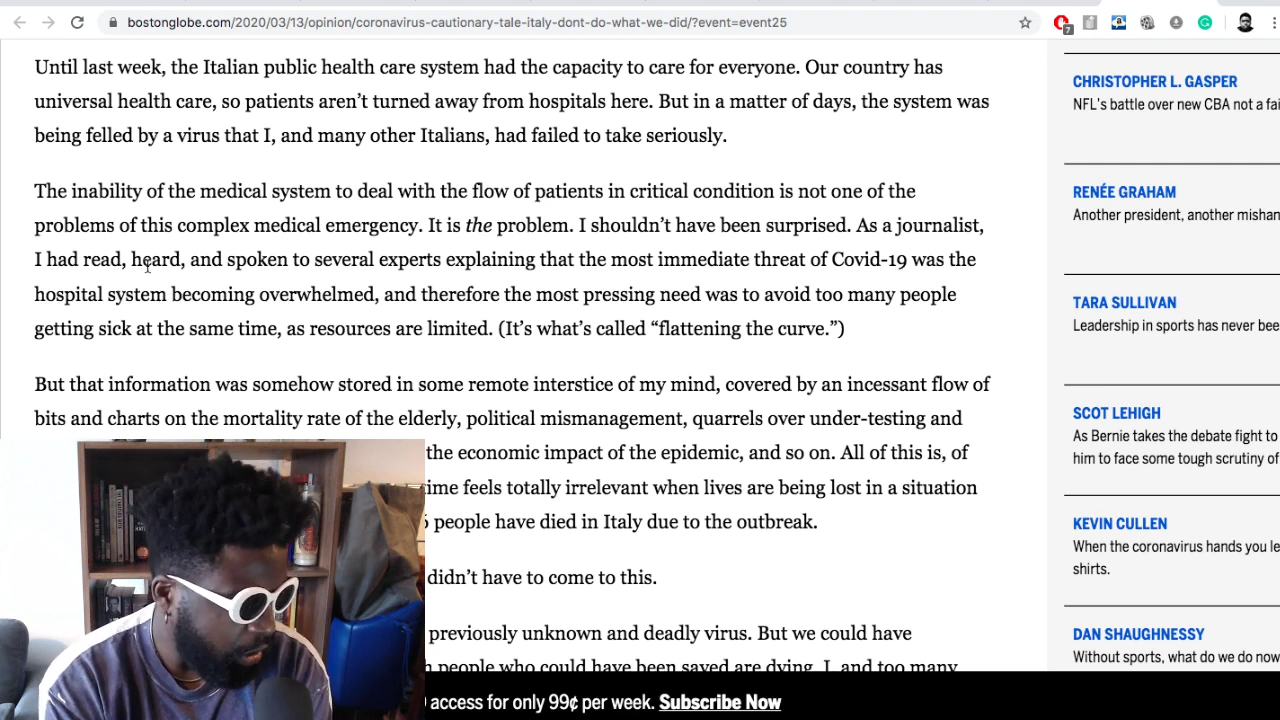 bostonglobe.com/2020/03/13/opinion/coronavirus-cautionary-tale-italy-dont-do-what-we-did/?event=event25
7
Until last week, the Italian public health care system had the capacity to care for everyone. Our country has
universal health care, so patients aren’t turned away from hospitals here. But in a matter of days, the system was
being felled by a virus that I, and many other Italians, had failed to take seriously.
The inability of the medical system to deal with the flow of patients in critical condition is not one of the
problems of this complex medical emergency. It is the problem. I shouldn’t have been surprised. As a journalist,
I had read, heard, and spoken to several experts explaining that the most immediate threat of Covid-19 was the
hospital system becoming overwhelmed, and therefore the most pressing need was to avoid too many people
getting sick at the same time, as resources are limited. (It’s what’s called “flattening the curve.”)
But that information was somehow stored in some remote interstice of my mind, covered by an incessant flow of
bits and charts on the mortality rate of the elderly, political mismanagement, quarrels over under-testing and
the economic impact of the epidemic, and so on. All of this is, of
time feels totally irrelevant when lives are being lost in a situation
people have died in Italy due to the outbreak.
didn’t have to come to this.
previously unknown and deadly virus. But we could have
people who could have been saved are dying. I, and too many
access for only 99¢ per week. Subscribe Now
CHRISTOPHER L. GASPER
NFL's battle over new CBA not a fai
RENÉE GRAHAM
Another president, another mishan
TARA SULLIVAN
Leadership in sports has never bee
SCOT LEHIGH
As Bernie takes the debate fight to
him to face some tough scrutiny of
KEVIN CULLEN
When the coronavirus hands you le
shirts.
DAN SHAUGHNESSY
Without sports, what do we do now